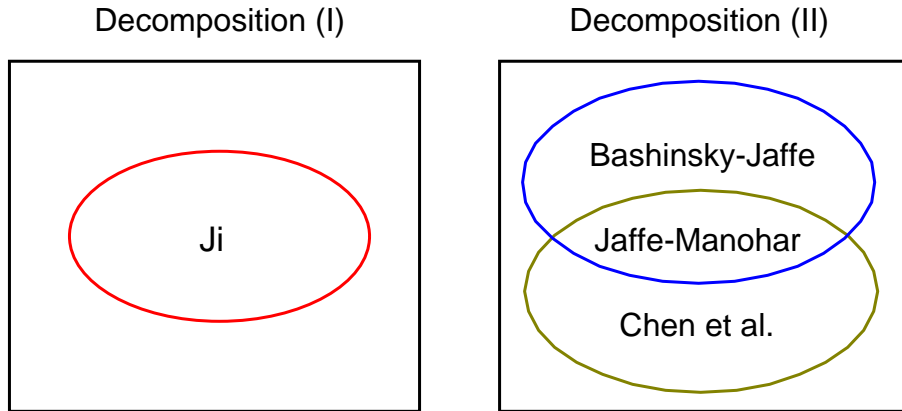 Decomposition (I)
Decomposition (II)
Ji
Bashinsky-Jaffe
Jaffe-Manohar
Chen et al.